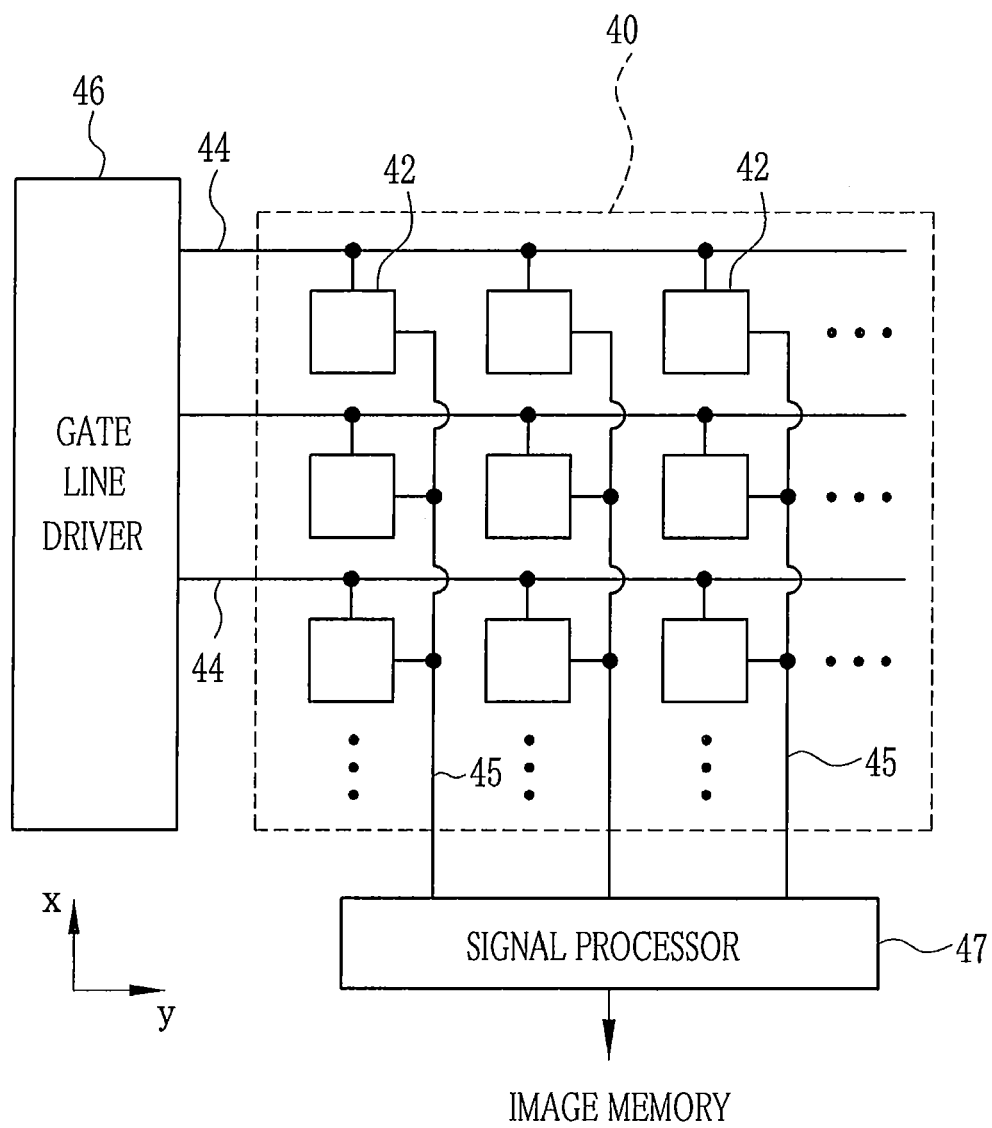 40
46
44
42
42
GATE
LINE
DRIVER
44
45
45
x
y
SIGNAL PROCESSOR
47
IMAGE MEMORY